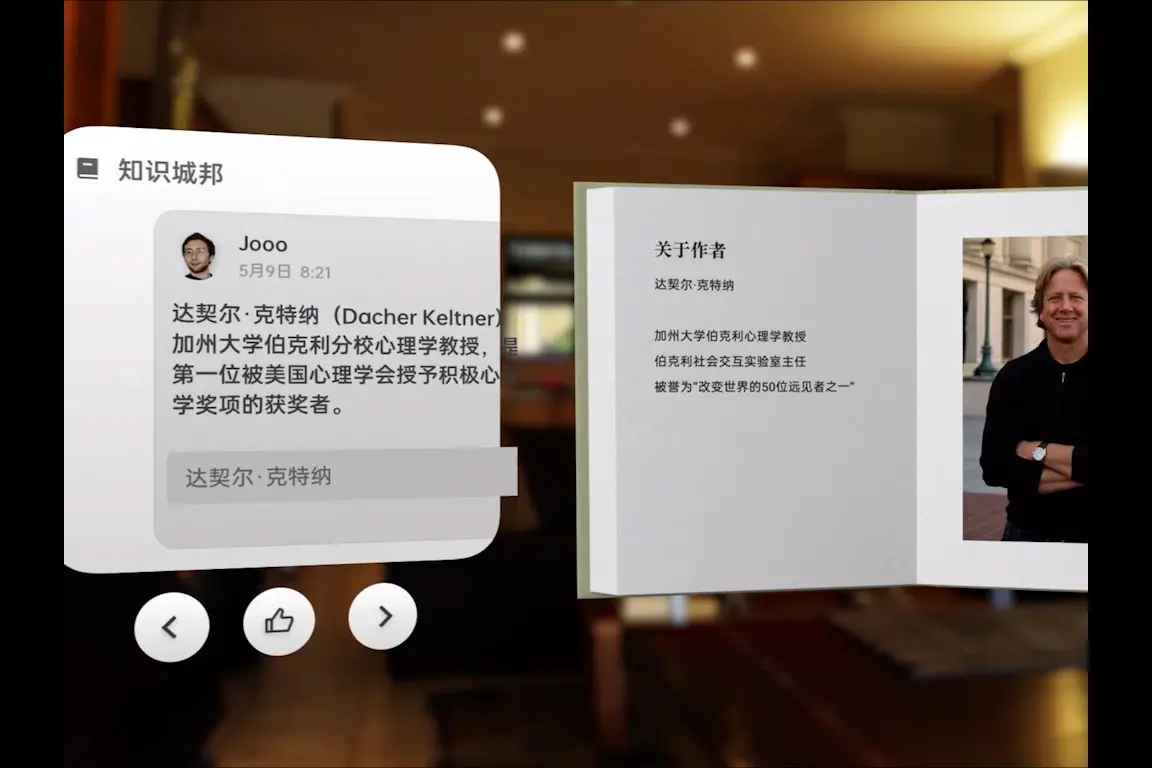 知识城邦
Jooo
5月9日 8:21
达契尔·克特纳（Dacher Keltner）
加州大学伯克利分校心理学教授，是
第一位被美国心理学会授予积极心
学奖项的获奖者。
达契尔·克特纳
关于作者
达契尔·克特纳
加州大学伯克利心理学教授
伯克利社会交互实验室主任
被誉为“改变世界的50位远见者之一”